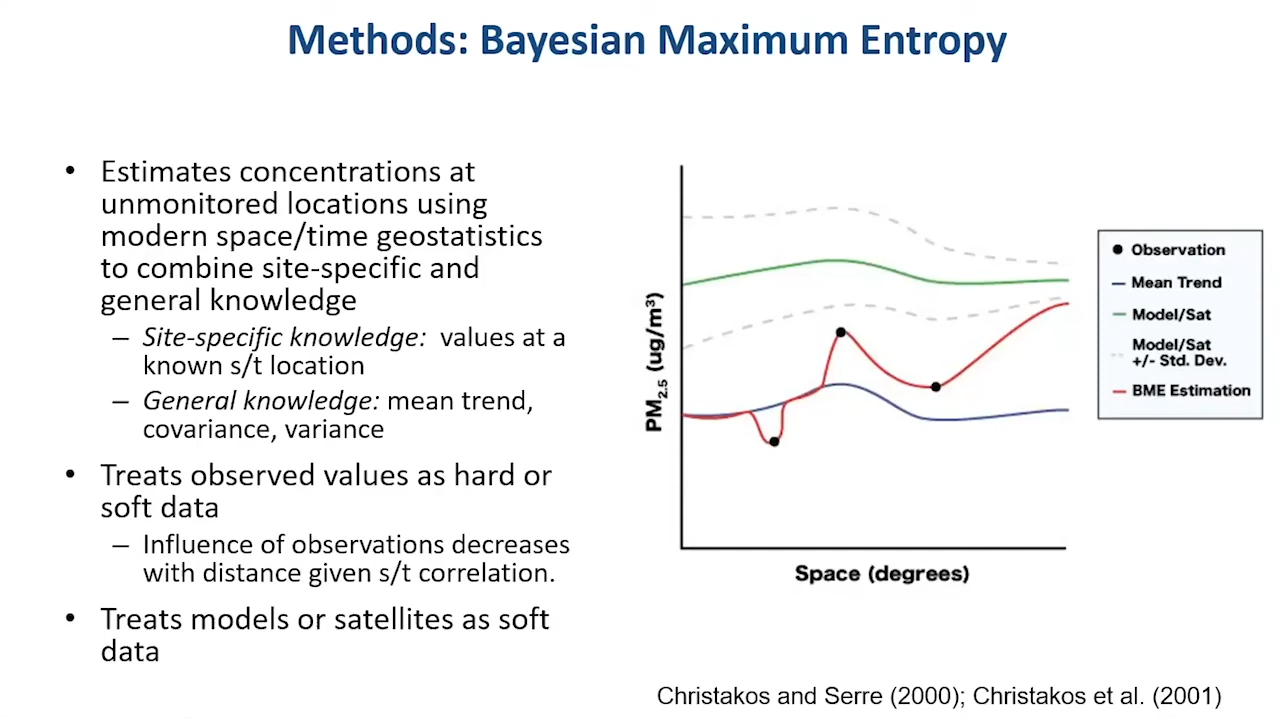 Methods: Bayesian Maximum Entropy
• Estimates concentrations at
unmonitored locations using
modern space/time geostatistics
to combine site-specific and
general knowledge
– Site-specific knowledge: values at a
known s/t location
– General knowledge: mean trend,
covariance, variance
• Treats observed values as hard or
soft data
– Influence of observations decreases
with distance given s/t correlation.
• Treats models or satellites as soft
data
PM2.5 (ug/m³)
Space (degrees)
Observation
Mean Trend
Model/Sat
Model/Sat
+/- Std. Dev.
BME Estimation
Christakos and Serre (2000); Christakos et al. (2001)